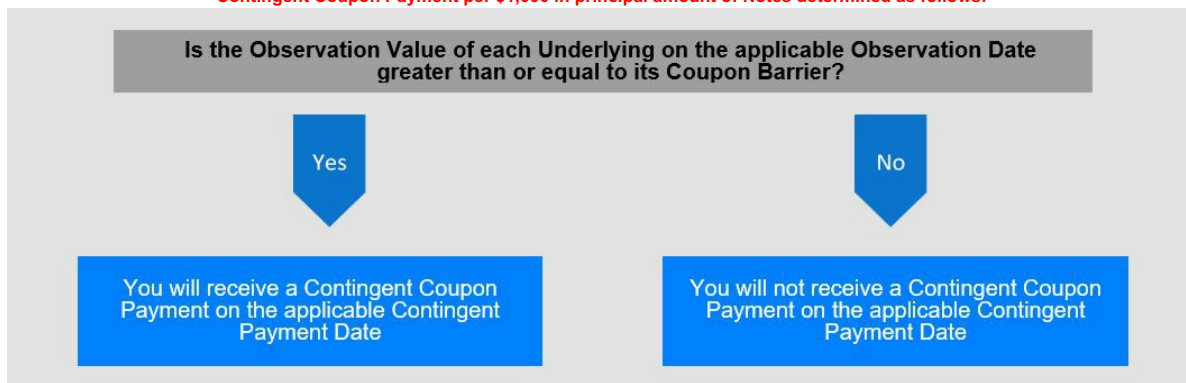 Contingent Coupon Payment per $1,000 in principal amount of Notes determined as follows:
Is the Observation Value of each Underlying on the applicable Observation Date
greater than or equal to its Coupon Barrier?
Yes
No
You will receive a Contingent Coupon
Payment on the applicable Contingent
Payment Date
You will not receive a Contingent Coupon
Payment on the applicable Contingent
Payment Date